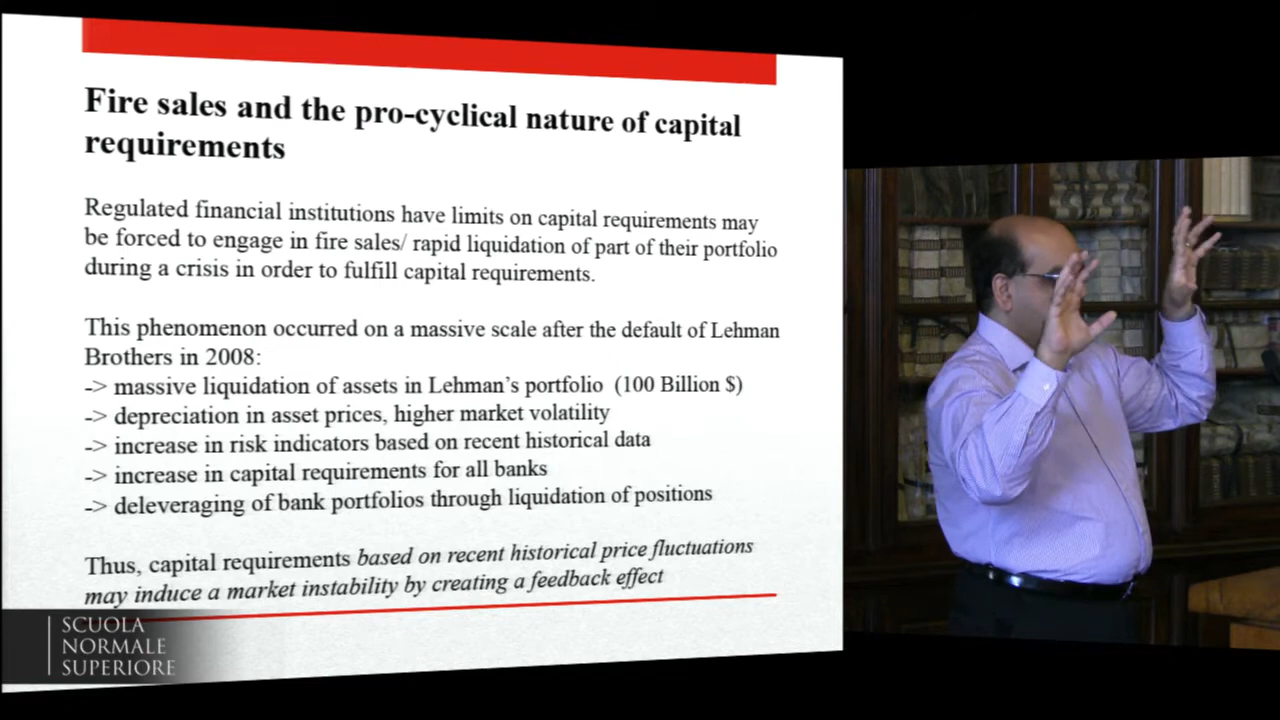 Fire sales and the pro-cyclical nature of capital
requirements
Regulated financial institutions have limits on capital requirements may
be forced to engage in fire sales/ rapid liquidation of part of their portfolio
during a crisis in order to fulfill capital requirements.
This phenomenon occurred on a massive scale after the default of Lehman
Brothers in 2008:
-> massive liquidation of assets in Lehman's portfolio (100 Billion $)
-> depreciation in asset prices, higher market volatility
-> increase in risk indicators based on recent historical data
-> increase in capital requirements for all banks
-> deleveraging of bank portfolios through liquidation of positions
Thus, capital requirements based on recent historical price fluctuations
may induce a market instability by creating a feedback effect
SCUOLA
NORMALE
SUPERIORE